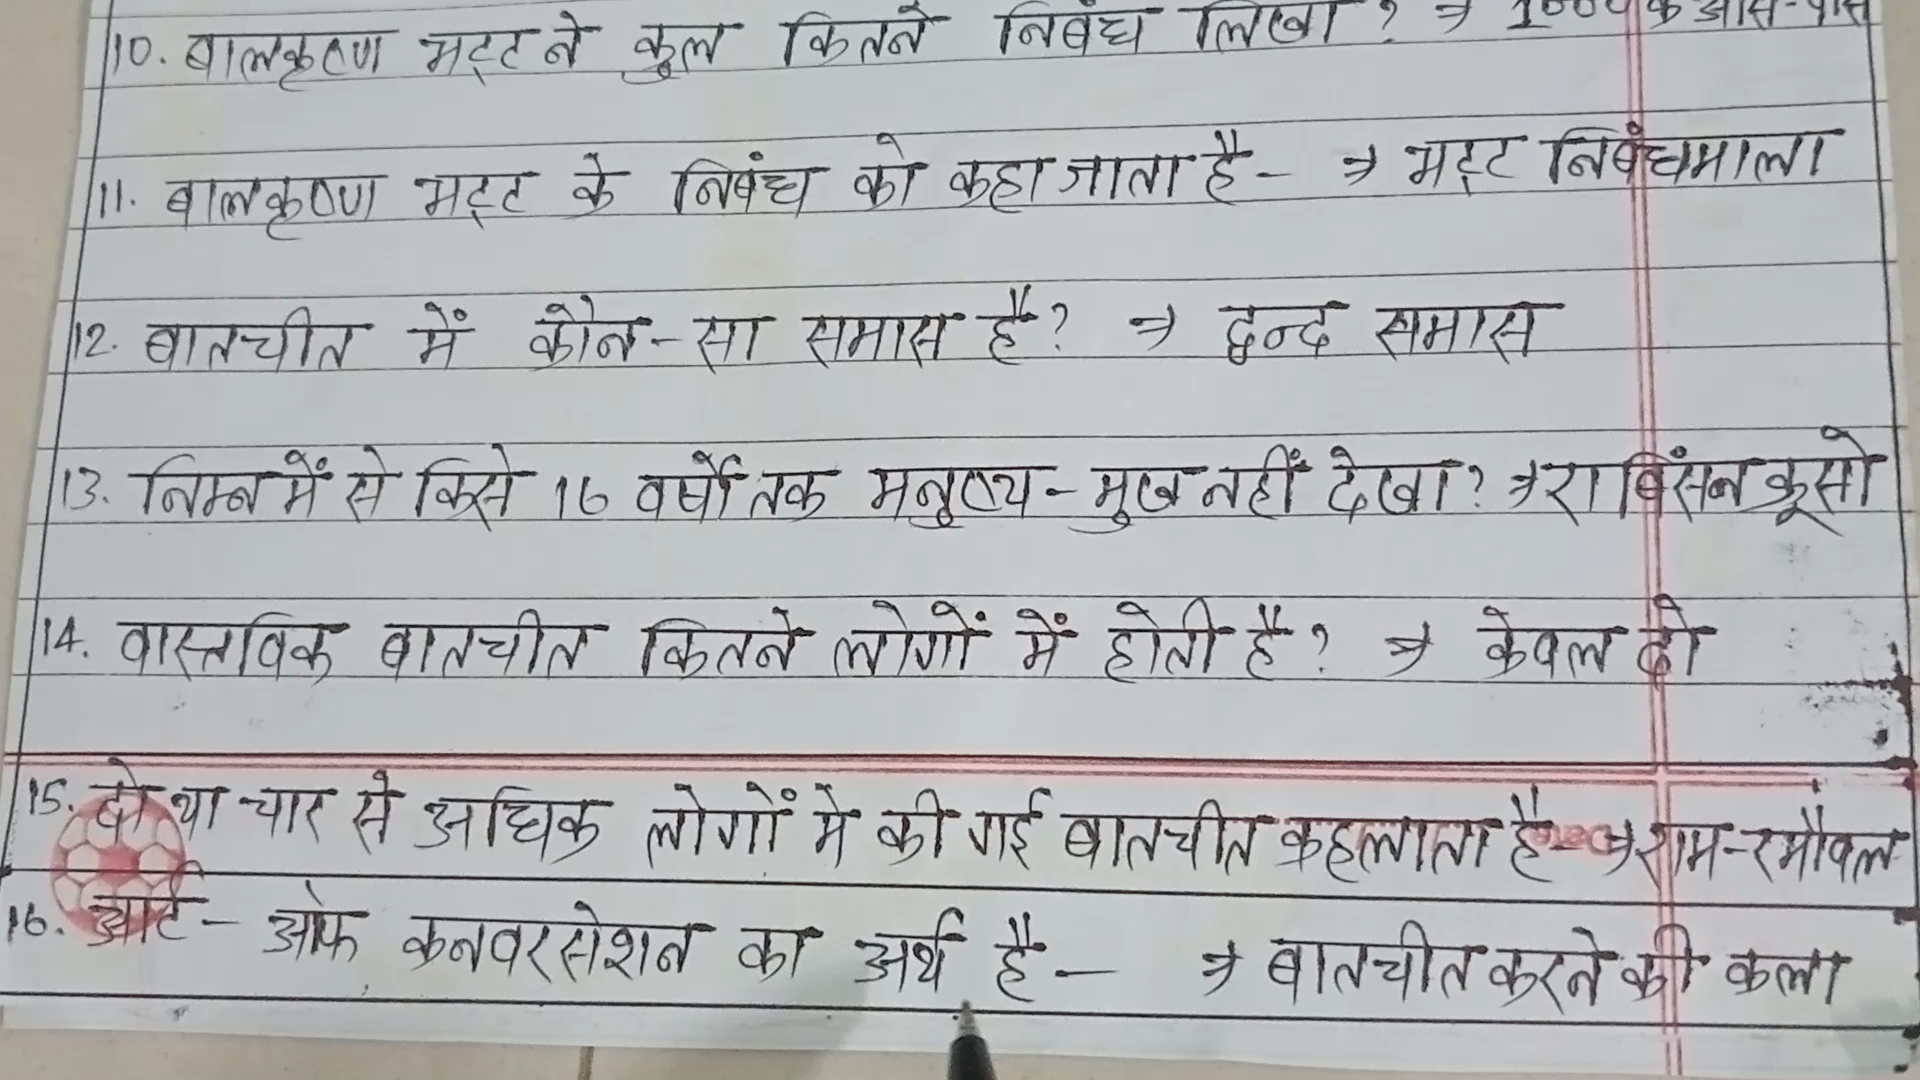 10. बालकृष्ण भट्ट ने कुल कितने निबंध लिखा ? → 1000 के आस-पास
11. बालकृष्ण भट्ट के निबंध को कहा जाता है - → भट्ट निबंधमाला
12. बातचीत में कौन-सा समास है ? → द्वन्द समास
13. निम्न में से किसे 16 वर्षों तक मनुष्य-मुख नहीं देखा ? → राबिंसन क्रूसो
14. वास्तविक बातचीत कितने लोगों में होती है ? → केवल दो
15. दो या चार से अधिक लोगों में की गई बातचीत कहलाता है - → राम-रमौवल
16. आर्ट - ऑफ कनवरसेशन का अर्थ है - → बातचीत करने की कला